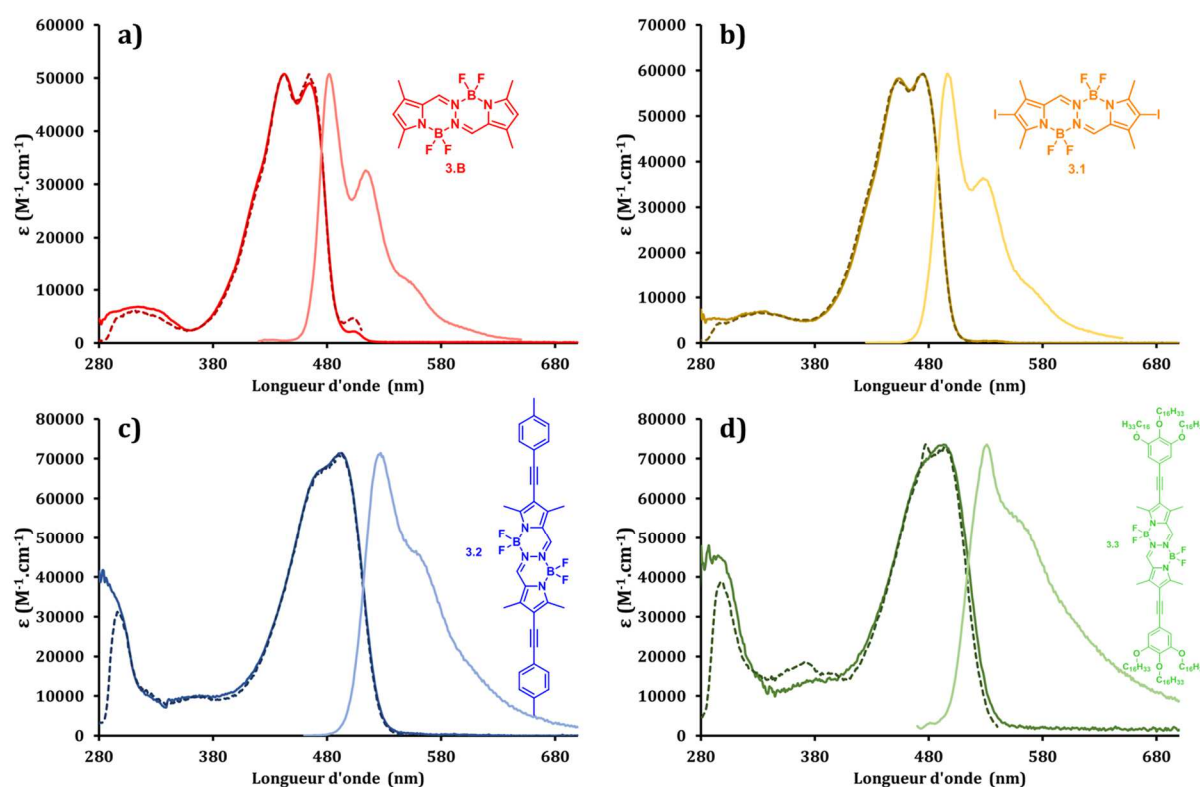 a)
ε (M⁻¹.cm⁻¹)
60000
50000
40000
30000
20000
10000
0
280 380 480 580 680
Longueur d'onde (nm)
F F
B
N N
N N
B
F F
3.B
b)
ε (M⁻¹.cm⁻¹)
70000
60000
50000
40000
30000
20000
10000
0
280 380 480 580 680
Longueur d'onde (nm)
F F
B
N N
I I
N N
B
F F
3.1
c)
ε (M⁻¹.cm⁻¹)
80000
70000
60000
50000
40000
30000
20000
10000
0
280 380 480 580 680
Longueur d'onde (nm)
N
F B
F N
3.2
N B F
F
N
d)
ε (M⁻¹.cm⁻¹)
80000
70000
60000
50000
40000
30000
20000
10000
0
280 380 480 580 680
Longueur d'onde (nm)
C₁₆H₃₃
H₃₃C₁₆ O C₁₆H
O O
N
F B
F N
3.3
N B F
F
N
O O
C₁₆H₃₃ O C₁₆H
C₁₆H₃₃